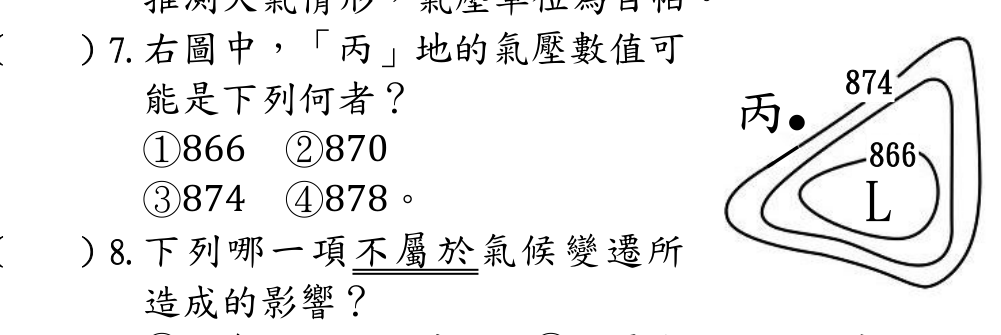 推測天氣情形，氣壓單位為百帕。
(　　) 7. 右圖中，「丙」地的氣壓數值可
能是下列何者？
①866　②870
③874　④878。
874
丙
866
L
(　　) 8. 下列哪一項不屬於氣候變遷所
造成的影響？